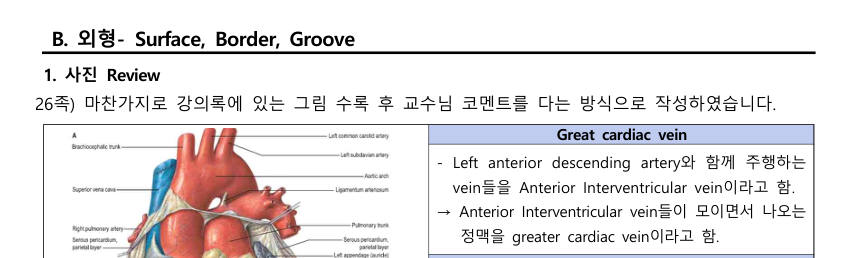 B. 외형- Surface, Border, Groove
1. 사진 Review
26족) 마찬가지로 강의록에 있는 그림 수록 후 교수님 코멘트를 다는 방식으로 작성하였습니다.
A
Brachiocephalic trunk
Superior vena cava
Right pulmonary artery
Serous pericardium,
parietal layer
Left common carotid artery
Left subclavian artery
Aortic arch
Ligamentum arteriosum
Pulmonary trunk
Serous pericardium,
parietal layer
Left appendage (auricle)
Great cardiac vein
- Left anterior descending artery와 함께 주행하는
vein들을 Anterior Interventricular vein이라고 함.
→ Anterior Interventricular vein들이 모이면서 나오는
정맥을 greater cardiac vein이라고 함.